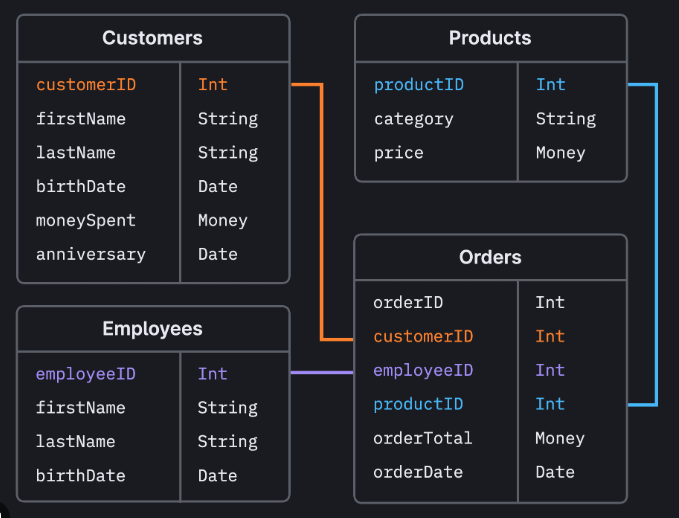 Customers
customerID Int
firstName String
lastName String
birthDate Date
moneySpent Money
anniversary Date
Products
productID Int
category String
price Money
Employees
employeeID Int
firstName String
lastName String
birthDate Date
Orders
orderID Int
customerID Int
employeeID Int
productID Int
orderTotal Money
orderDate Date